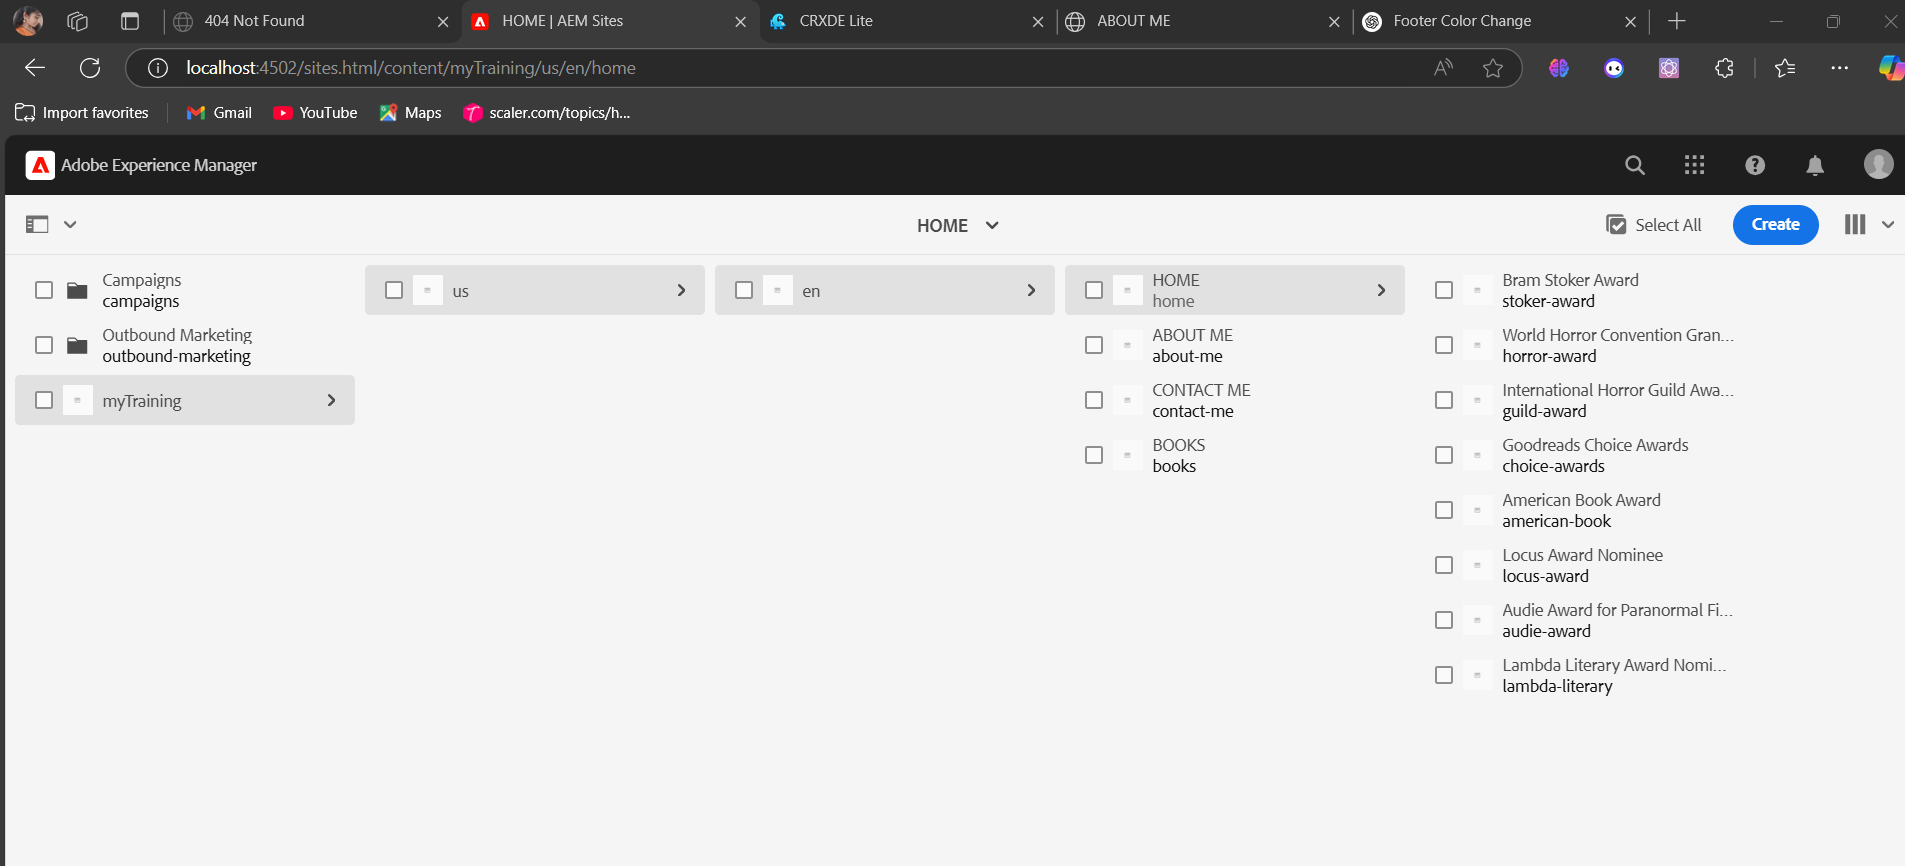 404 Not Found
HOME | AEM Sites
CRXDE Lite
ABOUT ME
Footer Color Change
localhost:4502/sites.html/content/myTraining/us/en/home
Import favorites
Gmail
YouTube
Maps
scaler.com/topics/h...
Adobe Experience Manager
HOME
Select All
Create
Campaigns
campaigns
Outbound Marketing
outbound-marketing
myTraining
us
en
HOME
home
ABOUT ME
about-me
CONTACT ME
contact-me
BOOKS
books
Bram Stoker Award
stoker-award
World Horror Convention Gran...
horror-award
International Horror Guild Awa...
guild-award
Goodreads Choice Awards
choice-awards
American Book Award
american-book
Locus Award Nominee
locus-award
Audie Award for Paranormal Fi...
audie-award
Lambda Literary Award Nomi...
lambda-literary